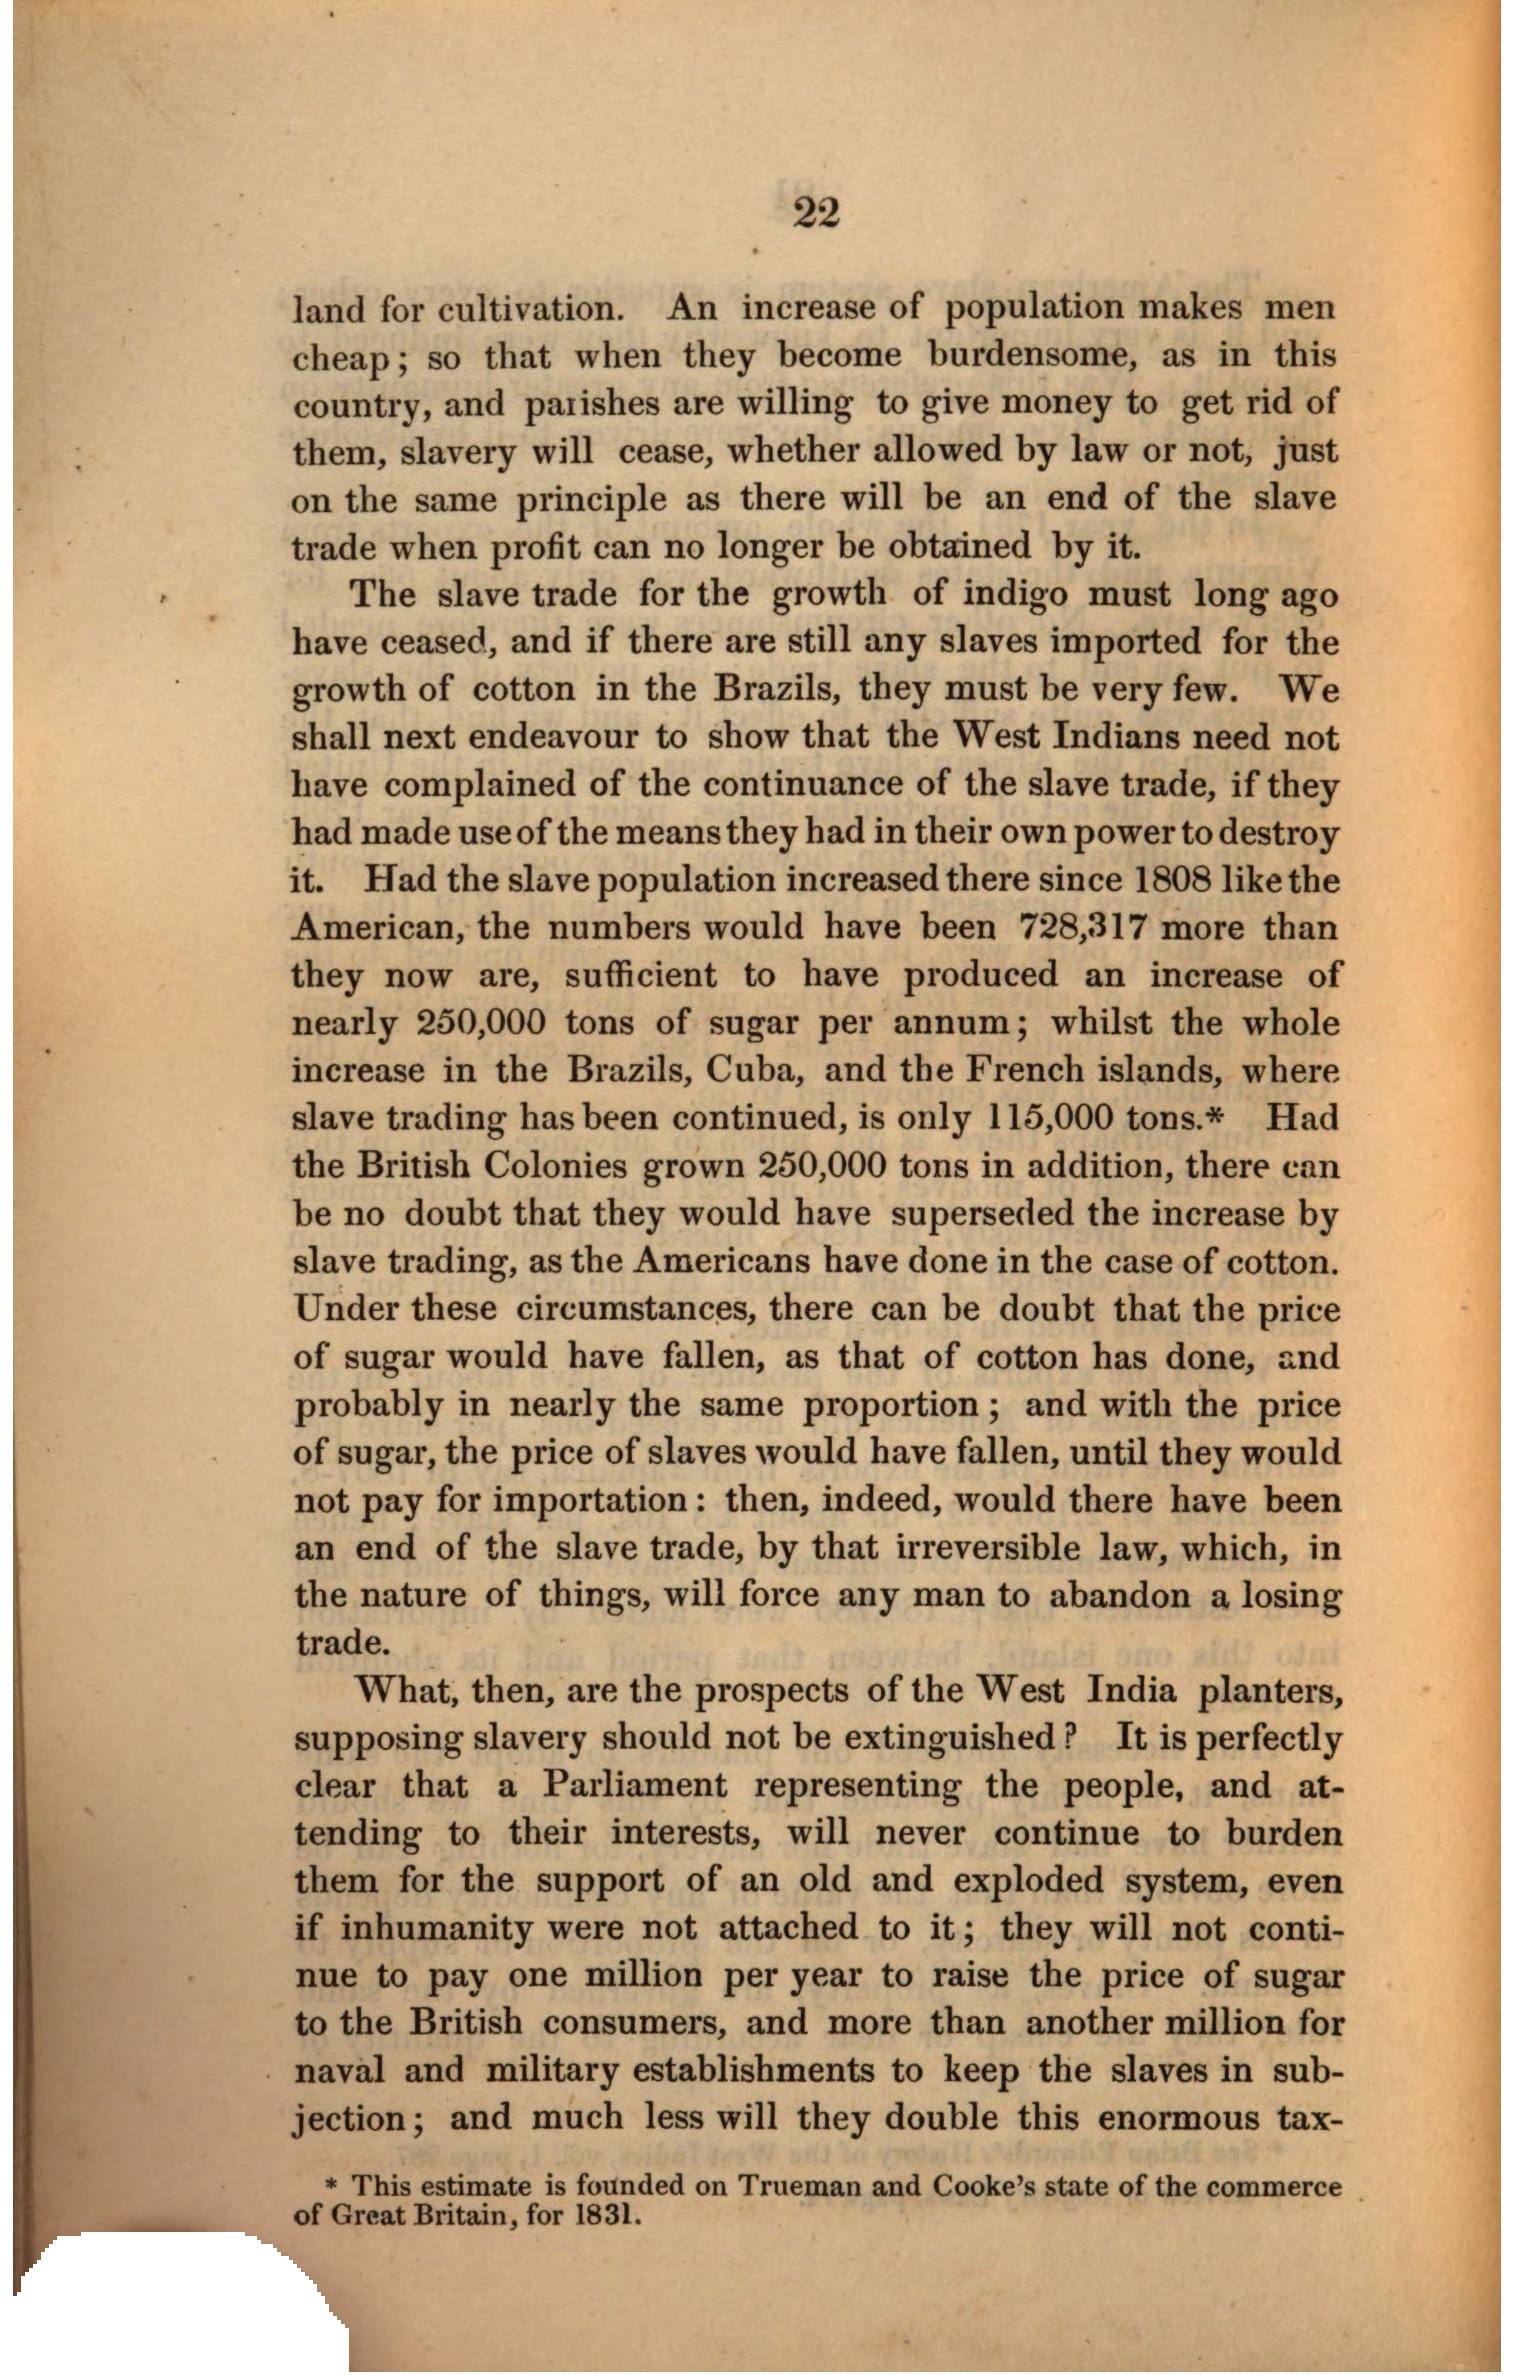 22
land for cultivation. An increase of population makes men
cheap; so that when they become burdensome, as in this
country, and parishes are willing to give money to get rid of
them, slavery will cease, whether allowed by law or not, just
on the same principle as there will be an end of the slave
trade when profit can no longer be obtained by it.
The slave trade for the growth of indigo must long ago
have ceased, and if there are still any slaves imported for the
growth of cotton in the Brazils, they must be very few. We
shall next endeavour to show that the West Indians need not
have complained of the continuance of the slave trade, if they
had made use of the means they had in their own power to destroy
it. Had the slave population increased there since 1808 like the
American, the numbers would have been 728,317 more than
they now are, sufficient to have produced an increase of
nearly 250,000 tons of sugar per annum; whilst the whole
increase in the Brazils, Cuba, and the French islands, where
slave trading has been continued, is only 115,000 tons.* Had
the British Colonies grown 250,000 tons in addition, there can
be no doubt that they would have superseded the increase by
slave trading, as the Americans have done in the case of cotton.
Under these circumstances, there can be doubt that the price
of sugar would have fallen, as that of cotton has done, and
probably in nearly the same proportion; and with the price
of sugar, the price of slaves would have fallen, until they would
not pay for importation: then, indeed, would there have been
an end of the slave trade, by that irreversible law, which, in
the nature of things, will force any man to abandon a losing
trade.
What, then, are the prospects of the West India planters,
supposing slavery should not be extinguished? It is perfectly
clear that a Parliament representing the people, and at-
tending to their interests, will never continue to burden
them for the support of an old and exploded system, even
if inhumanity were not attached to it; they will not conti-
nue to pay one million per year to raise the price of sugar
to the British consumers, and more than another million for
naval and military establishments to keep the slaves in sub-
jection; and much less will they double this enormous tax-
* This estimate is founded on Trueman and Cooke's state of the commerce
of Great Britain, for 1831.